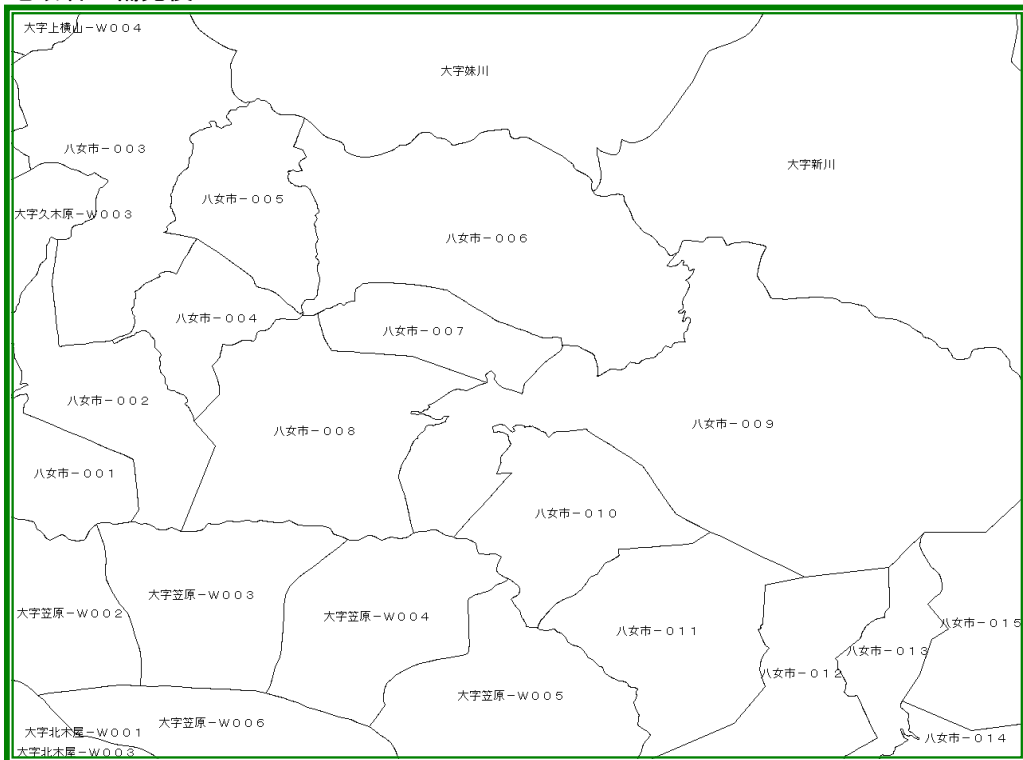 大字上横山－Ｗ００４
大字妹川
八女市－００３
大字新川
八女市－００５
大字久木原－Ｗ００３
八女市－００６
八女市－００４
八女市－００７
八女市－００２
八女市－００９
八女市－００８
八女市－００１
八女市－０１０
大字笠原－Ｗ００３
大字笠原－Ｗ００２
大字笠原－Ｗ００４
八女市－０１５
八女市－０１１
八女市－０１３
八女市－０１２
大字笠原－Ｗ００５
大字笠原－Ｗ００６
大字北木屋－Ｗ００１
八女市－０１４
大字北木屋－Ｗ００３